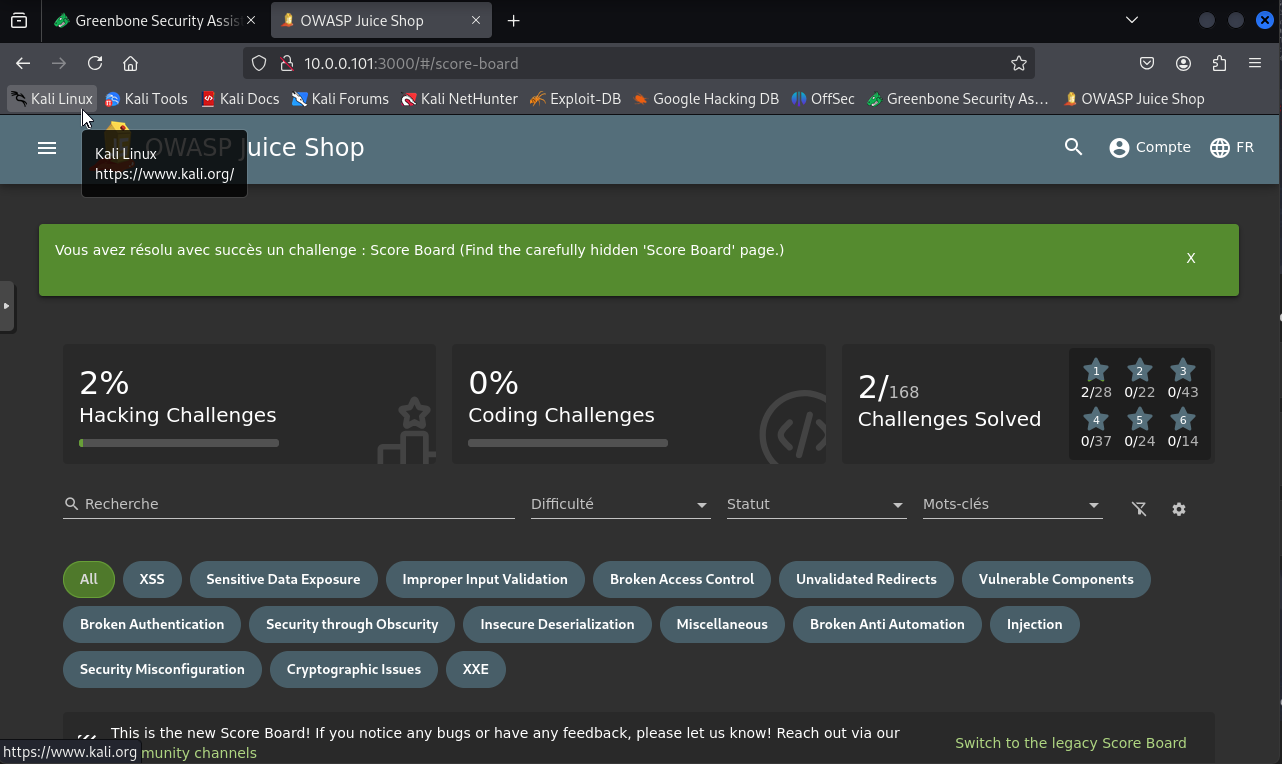 Greenbone Security Assis
OWASP Juice Shop
10.0.0.101:3000/#/score-board
Kali Linux Kali Tools Kali Docs Kali Forums Kali NetHunter Exploit-DB Google Hacking DB OffSec Greenbone Security As... OWASP Juice Shop
OWASP Juice Shop
Compte FR
Kali Linux
https://www.kali.org/
Vous avez résolu avec succès un challenge : Score Board (Find the carefully hidden 'Score Board' page.)
X
2%
Hacking Challenges
0%
Coding Challenges
2/168
Challenges Solved
1 2 3
2/28 0/22 0/43
4 5 6
0/37 0/24 0/14
Recherche Difficulté Statut Mots-clés
All XSS Sensitive Data Exposure Improper Input Validation Broken Access Control Unvalidated Redirects Vulnerable Components
Broken Authentication Security through Obscurity Insecure Deserialization Miscellaneous Broken Anti Automation Injection
Security Misconfiguration Cryptographic Issues XXE
This is the new Score Board! If you notice any bugs or have any feedback, please let us know! Reach out via our
munity channels
Switch to the legacy Score Board
https://www.kali.org